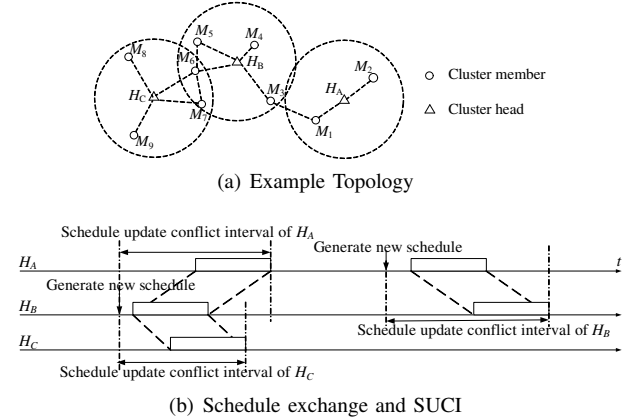 M8
M5
M4
M6
HB
M2
HC
M3
HA
M7
M1
M9
Cluster member
Cluster head
(a) Example Topology
Schedule update conflict interval of HA
Generate new schedule
HA
t
Generate new schedule
HB
Schedule update conflict interval of HB
HC
Schedule update conflict interval of HC
(b) Schedule exchange and SUCI